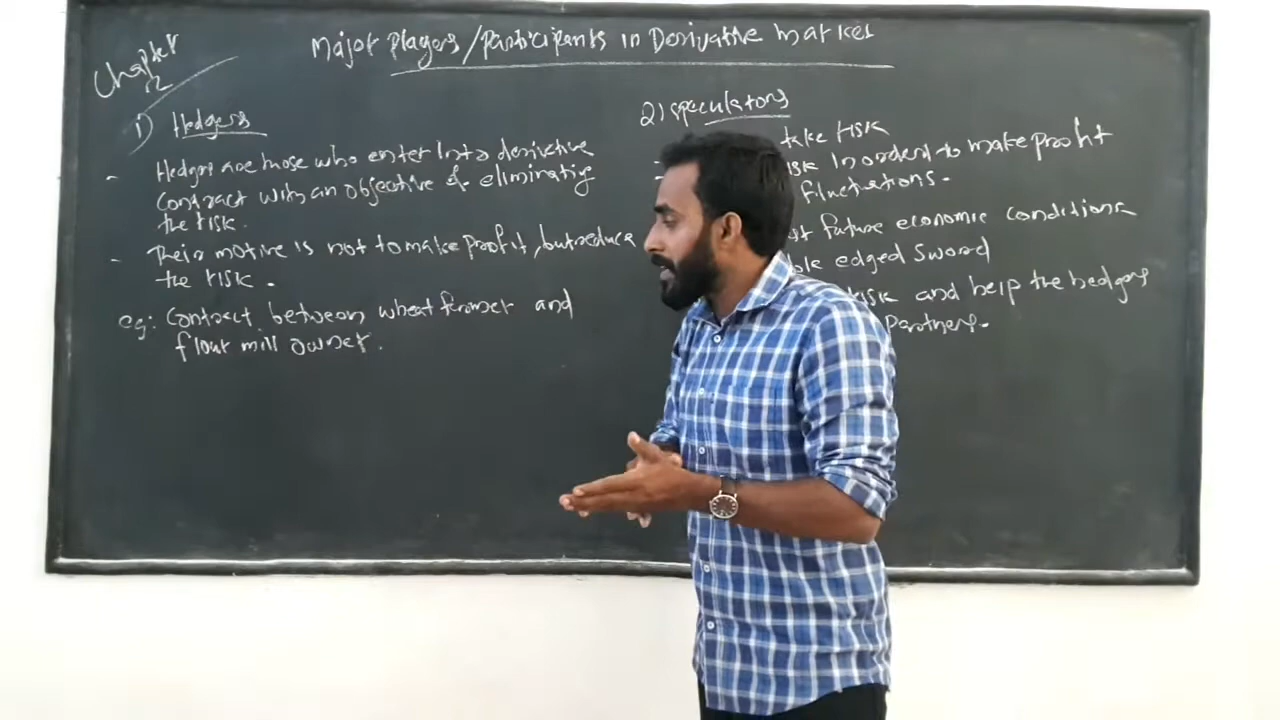 Chapter
2
Major players/participants in Derivative market
1) Hedgers
- Hedgers are those who enter into a derivative
contract with an objective of eliminating
the risk.
- Their motive is not to make profit, but reduce
the risk.
eg: Contract between wheat farmer and
flour mill owner.
2) speculators
take risk
risk in order to make profit
fluctuations.
future economic conditions
edged sword
risk and help the hedgers
Partners.